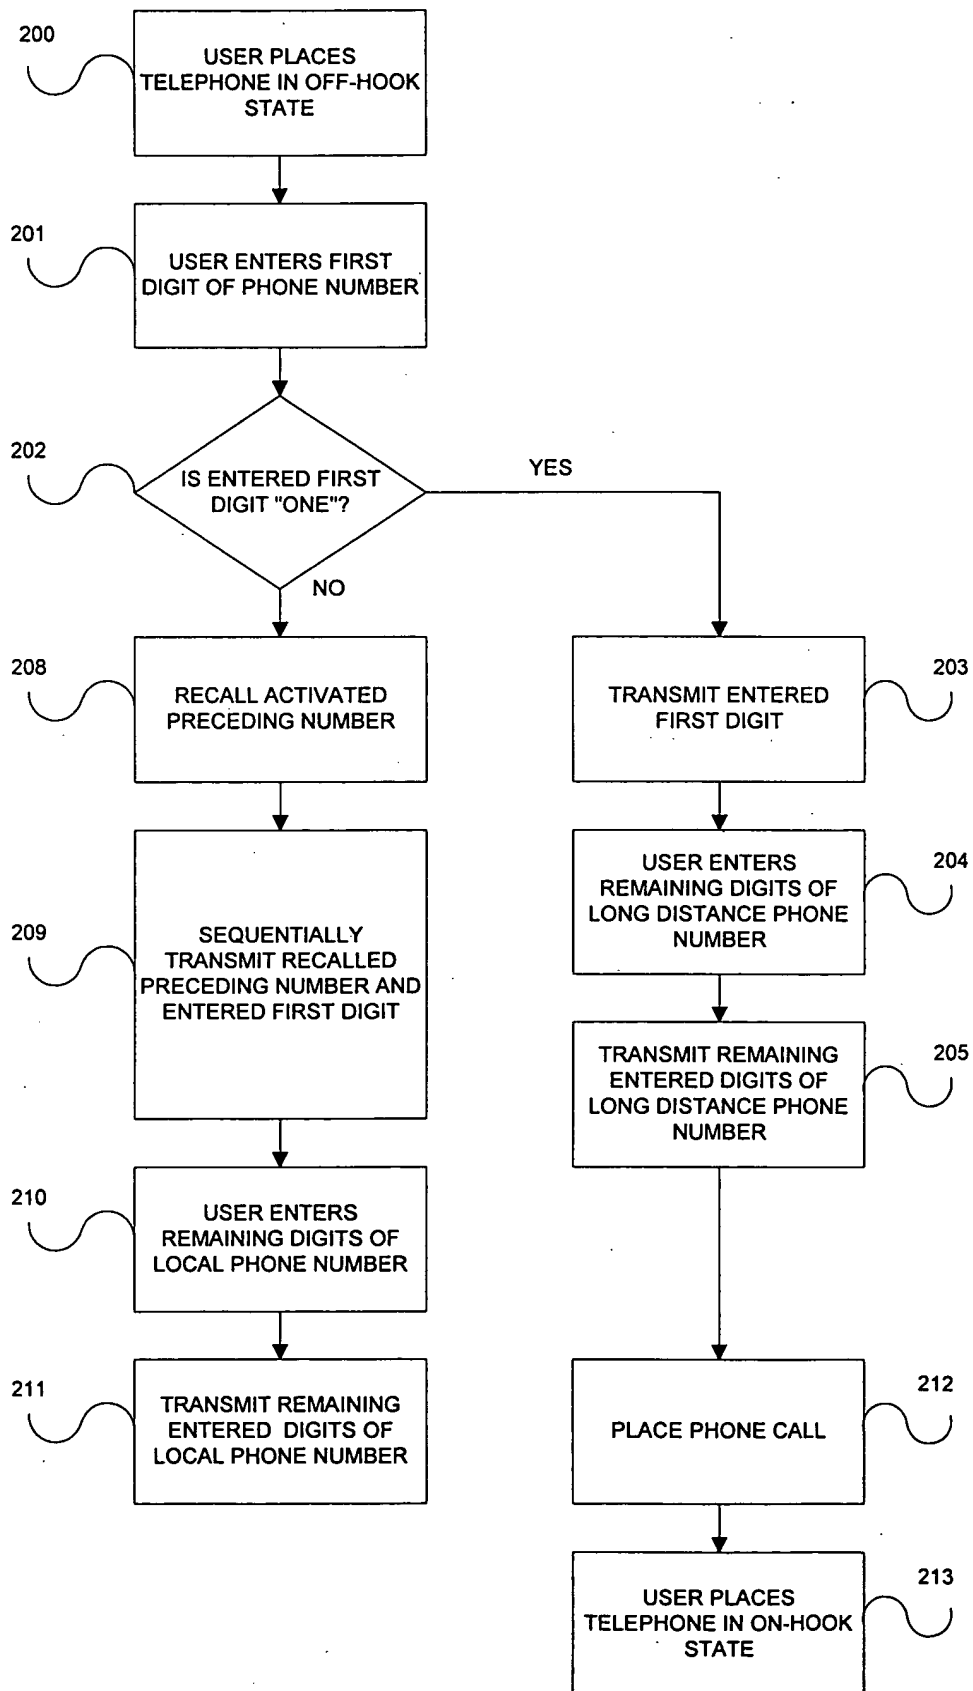 200
USER PLACES
TELEPHONE IN OFF-HOOK
STATE
201
USER ENTERS FIRST
DIGIT OF PHONE NUMBER
202
IS ENTERED FIRST
DIGIT "ONE"?
YES
NO
208
RECALL ACTIVATED
PRECEDING NUMBER
209
SEQUENTIALLY
TRANSMIT RECALLED
PRECEDING NUMBER AND
ENTERED FIRST DIGIT
210
USER ENTERS
REMAINING DIGITS OF
LOCAL PHONE NUMBER
211
TRANSMIT REMAINING
ENTERED DIGITS OF
LOCAL PHONE NUMBER
203
TRANSMIT ENTERED
FIRST DIGIT
204
USER ENTERS
REMAINING DIGITS OF
LONG DISTANCE PHONE
NUMBER
205
TRANSMIT REMAINING
ENTERED DIGITS OF
LONG DISTANCE PHONE
NUMBER
212
PLACE PHONE CALL
213
USER PLACES
TELEPHONE IN ON-HOOK
STATE